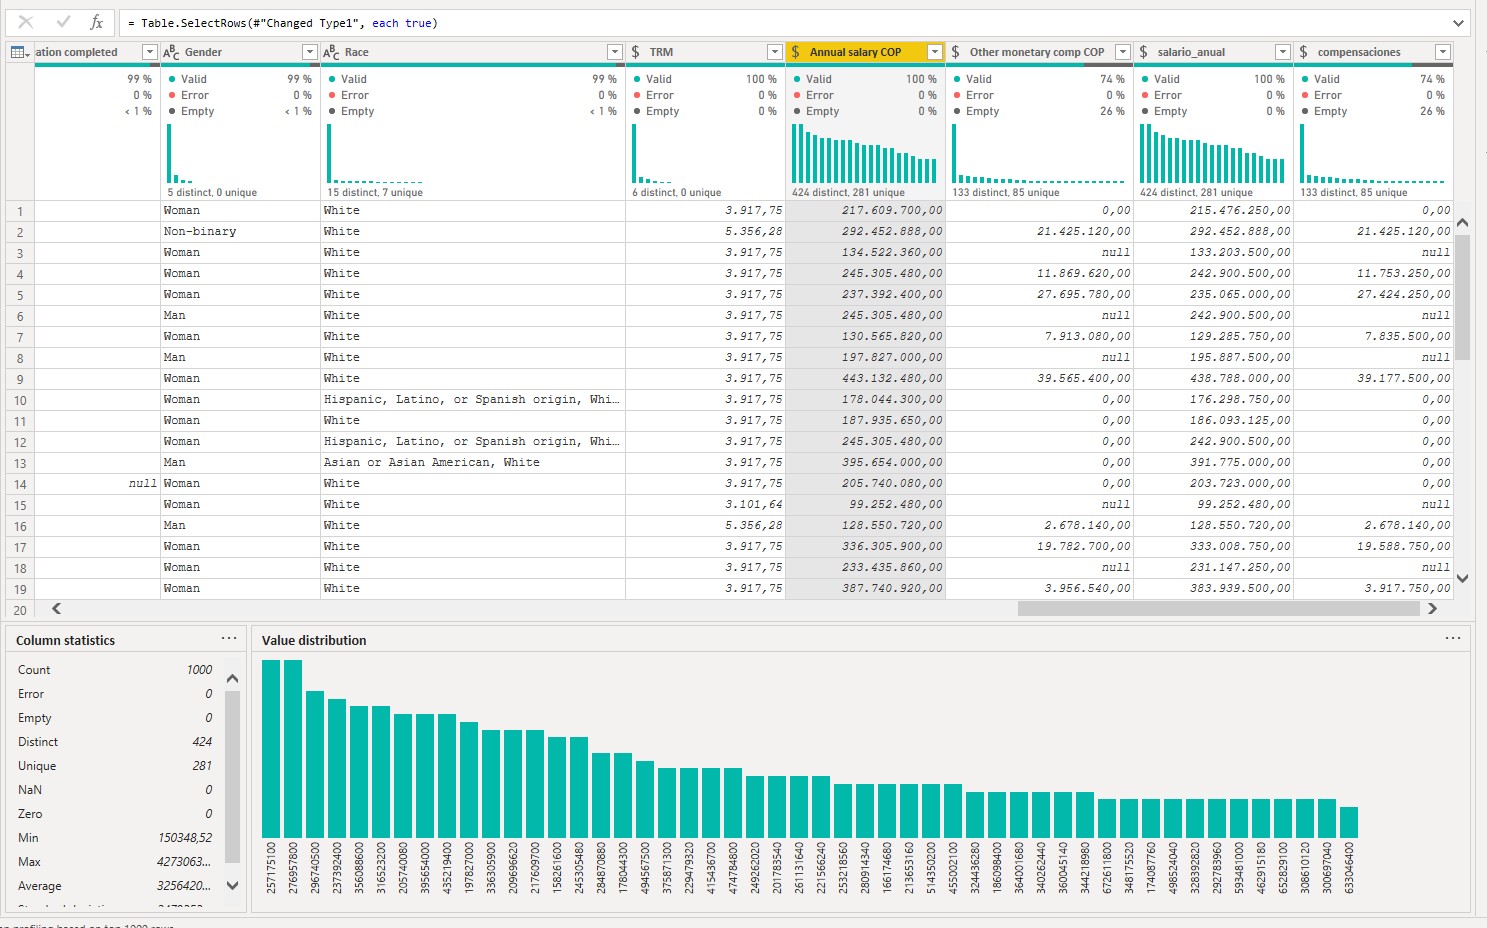 fx = Table.SelectRows(#"Changed Type1", each true)
ation completed ABC Gender ABC Race $ TRM $ Annual salary COP $ Other monetary comp COP $ salario_anual $ compensaciones
99 % Valid 99 % Valid 99 % Valid 100 % Valid 100 % Valid 74 % Valid 100 % Valid 74 %
0 % Error 0 % Error 0 % Error 0 % Error 0 % Error 0 % Error 0 % Error 0 %
< 1 % Empty < 1 % Empty < 1 % Empty 0 % Empty 0 % Empty 26 % Empty 0 % Empty 26 %
5 distinct, 0 unique 15 distinct, 7 unique 6 distinct, 0 unique 424 distinct, 281 unique 133 distinct, 85 unique 424 distinct, 281 unique 133 distinct, 85 unique
1 Woman White 3.917,75 217.609.700,00 0,00 215.476.250,00 0,00
2 Non-binary White 5.356,28 292.452.888,00 21.425.120,00 292.452.888,00 21.425.120,00
3 Woman White 3.917,75 134.522.360,00 null 133.203.500,00 null
4 Woman White 3.917,75 245.305.480,00 11.869.620,00 242.900.500,00 11.753.250,00
5 Woman White 3.917,75 237.392.400,00 27.695.780,00 235.065.000,00 27.424.250,00
6 Man White 3.917,75 245.305.480,00 null 242.900.500,00 null
7 Woman White 3.917,75 130.565.820,00 7.913.080,00 129.285.750,00 7.835.500,00
8 Man White 3.917,75 197.827.000,00 null 195.887.500,00 null
9 Woman White 3.917,75 443.132.480,00 39.565.400,00 438.788.000,00 39.177.500,00
10 Woman Hispanic, Latino, or Spanish origin, Whi... 3.917,75 178.044.300,00 0,00 176.298.750,00 0,00
11 Woman White 3.917,75 187.935.650,00 0,00 186.093.125,00 0,00
12 Woman Hispanic, Latino, or Spanish origin, Whi... 3.917,75 245.305.480,00 0,00 242.900.500,00 0,00
13 Man Asian or Asian American, White 3.917,75 395.654.000,00 0,00 391.775.000,00 0,00
14 null Woman White 3.917,75 205.740.080,00 0,00 203.723.000,00 0,00
15 Woman White 3.101,64 99.252.480,00 null 99.252.480,00 null
16 Man White 5.356,28 128.550.720,00 2.678.140,00 128.550.720,00 2.678.140,00
17 Woman White 3.917,75 336.305.900,00 19.782.700,00 333.008.750,00 19.588.750,00
18 Woman White 3.917,75 233.435.860,00 null 231.147.250,00 null
19 Woman White 3.917,75 387.740.920,00 3.956.540,00 383.939.500,00 3.917.750,00
20
Column statistics ...
Count 1000
Error 0
Empty 0
Distinct 424
Unique 281
NaN 0
Zero 0
Min 150348,52
Max 4273063...
Average 3256420...
Value distribution ...
257175100
276957800
296740500
237392400
356088600
316523200
205740080
395654000
435219400
197827000
336305900
209696620
217609700
158261600
245305480
284870880
178044300
494567500
375871300
229479320
415436700
474784800
249262020
201783540
261131640
221566240
253218560
280914340
166174680
213653160
514350200
455002100
324436280
186098400
364001680
340262440
360045140
344218980
672611800
348175520
174087760
498524040
328392820
292783960
593481000
462915180
652829100
308610120
300697040
633046400